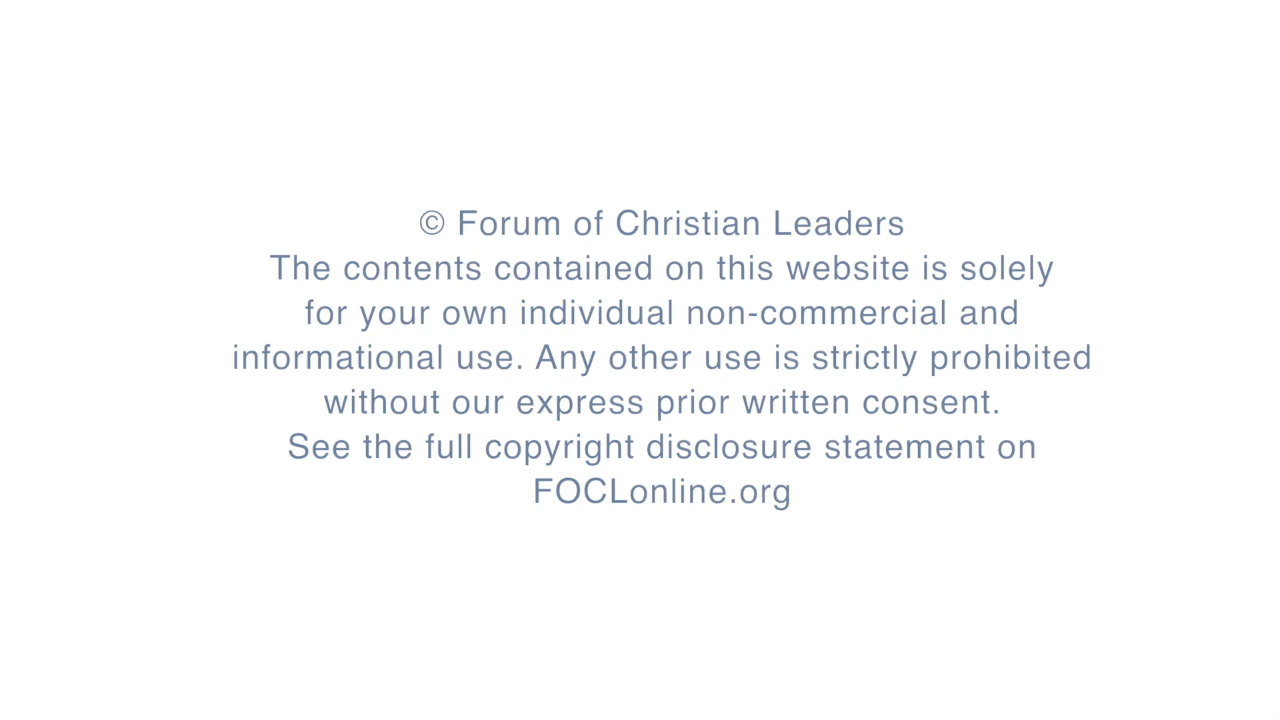 © Forum of Christian Leaders
The contents contained on this website is solely
for your own individual non-commercial and
informational use. Any other use is strictly prohibited
without our express prior written consent.
See the full copyright disclosure statement on
FOCLonline.org